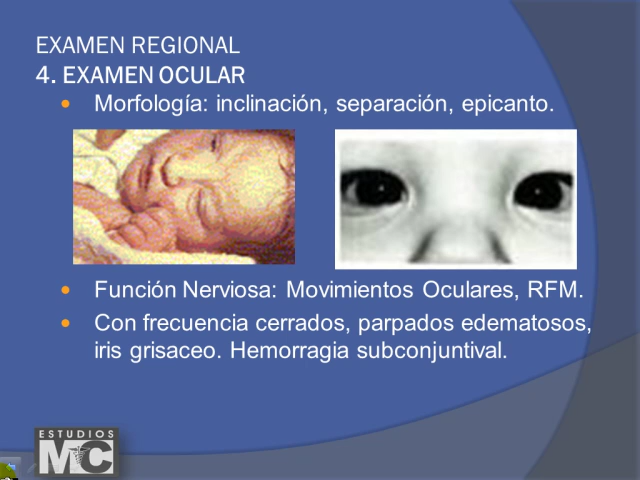 EXAMEN REGIONAL
4. EXAMEN OCULAR
Morfología: inclinación, separación, epicanto.
Función Nerviosa: Movimientos Oculares, RFM.
Con frecuencia cerrados, parpados edematosos,
iris grisaceo. Hemorragia subconjuntival.
ESTUDIOS
MC